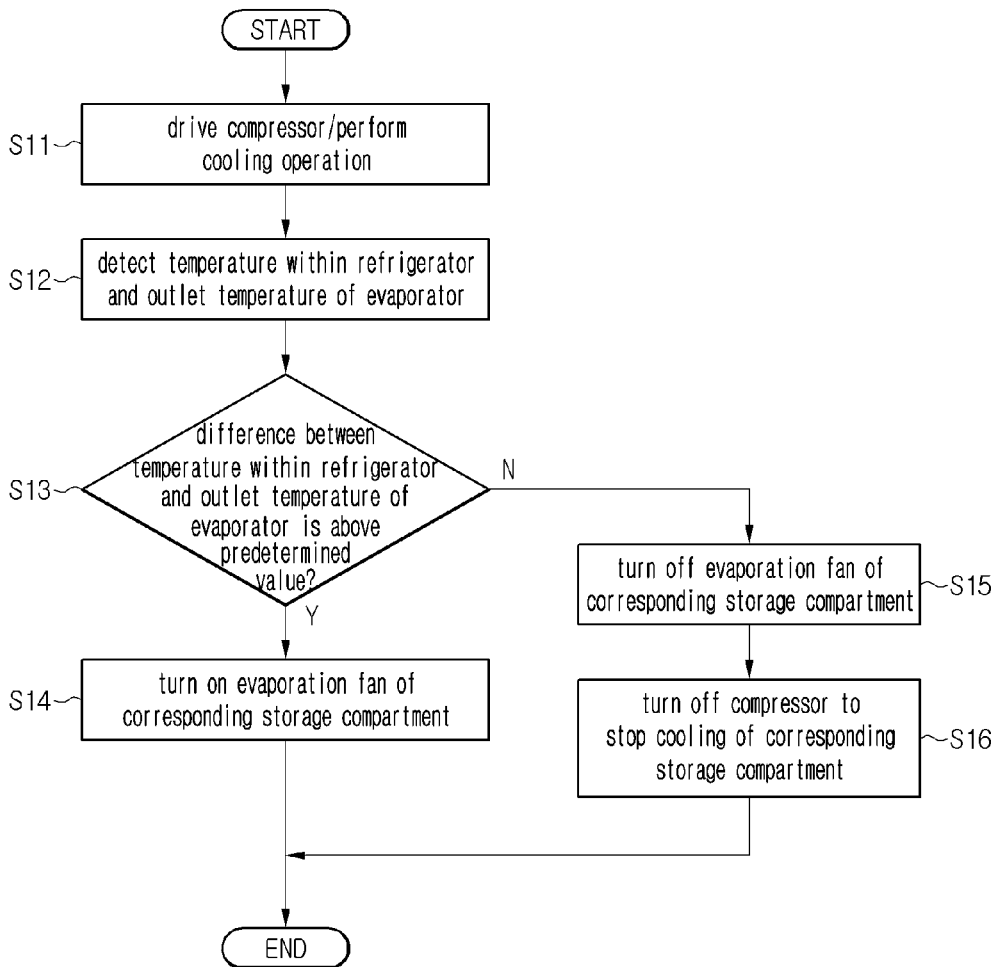 START
S11
drive compressor/perform
cooling operation
S12
detect temperature within refrigerator
and outlet temperature of evaporator
S13
difference between
temperature within refrigerator
and outlet temperature of
evaporator is above
predetermined
value?
N
Y
S14
turn on evaporation fan of
corresponding storage compartment
turn off evaporation fan of
corresponding storage compartment
S15
turn off compressor to
stop cooling of corresponding
storage compartment
S16
END